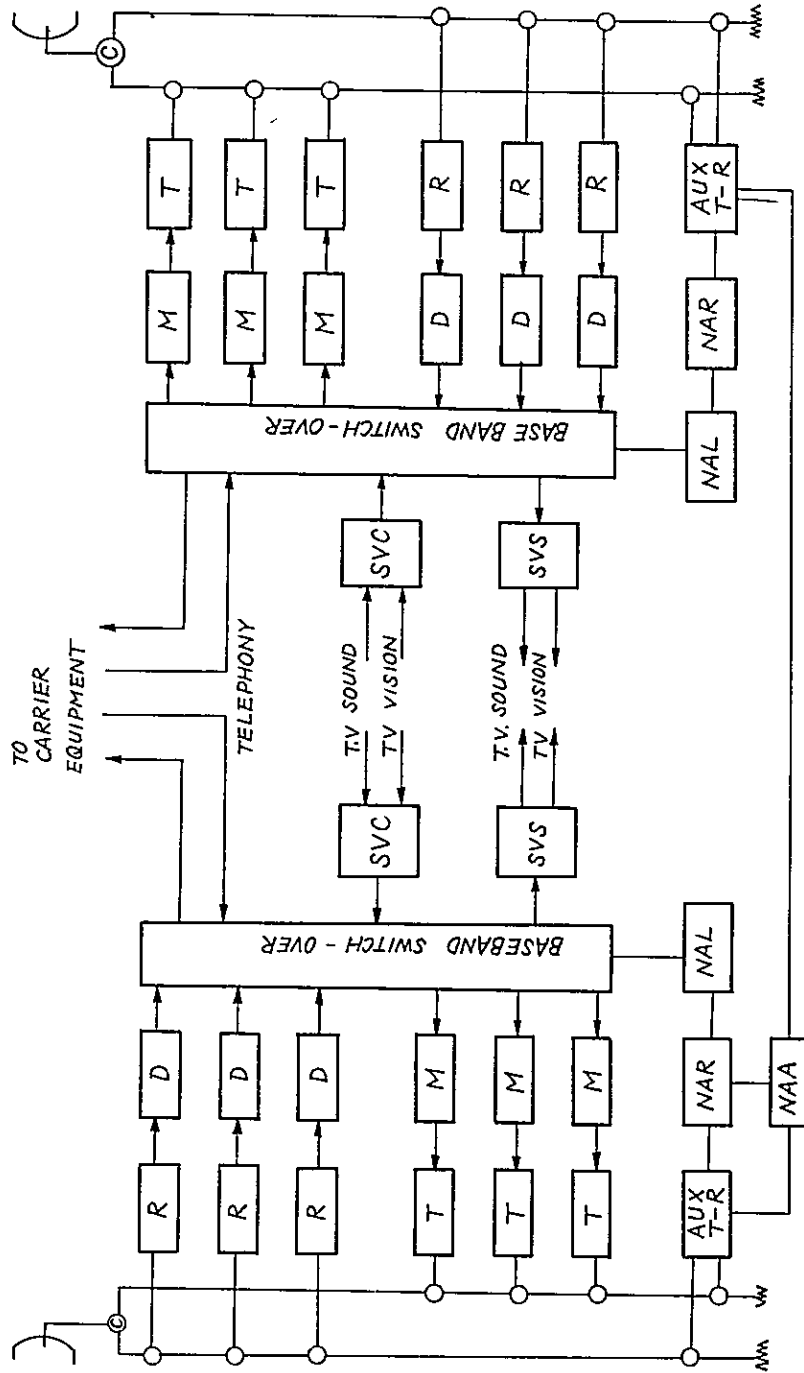 C
C
TO
CARRIER
EQUIPMENT
R
D
M
T
R
D
TELEPHONY
M
T
R
D
M
T
BASEBAND SWITCH - OVER
BASE BAND SWITCH - OVER
SVC
T.V SOUND
TV VISION
SVC
T
M
D
R
T
M
SVS
T.V. SOUND
TV VISION
SVS
D
R
T
M
D
R
AUX
T-R
NAR
NAL
NAL
NAR
AUX
T-R
NAA